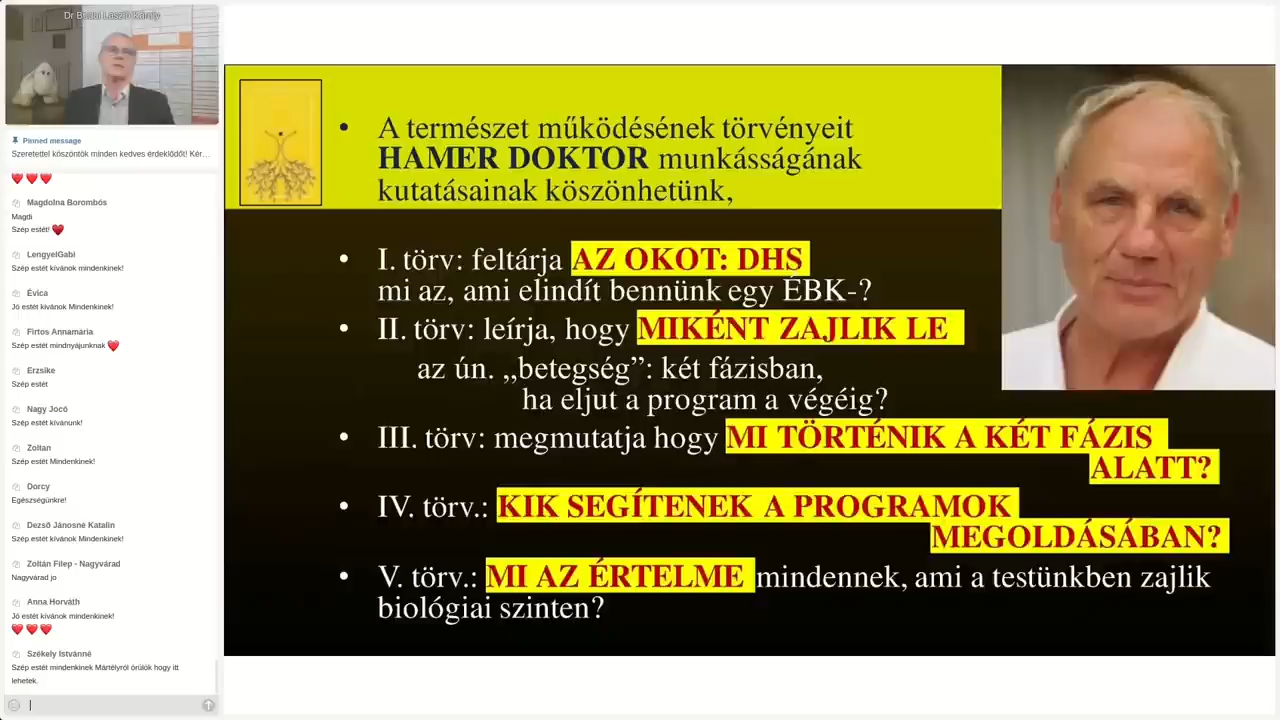 Dr Bodul László Károly
Pinned message
Szeretettel köszöntök minden kedves érdeklődőt! Kér…
Magdolna Borombós
Magdi
Szép estét!
LengyelGabi
Szép estét kívánok mindenkinek!
Évica
Jó estét kivánok Mindenkinek!
Firtos Annamária
Szép estét mindnyájunknak
Erzsike
Szép estét
Nagy Jocó
Szép estét kívánunk!
Zoltan
Szép estét Mindenkinek!
Dorcy
Egészségünkre!
Dezső Jánosné Katalin
Szép estét kívánok Mindenkinek!
Zoltán Filep - Nagyvárad
Nagyvárad jo
Anna Horváth
Jó estét kívánok mindenkinek!
Székely Istvánné
Szép estét mindenkinek Mártélyról örülök hogy itt
lehetek.
• A természet működésének törvényeit
HAMER DOKTOR munkásságának
kutatásainak köszönhetünk,
• I. törv: feltárja AZ OKOT: DHS
mi az, ami elindít bennünk egy ÉBK-?
• II. törv: leírja, hogy MIKÉNT ZAJLIK LE
az ún. „betegség”: két fázisban,
ha eljut a program a végéig?
• III. törv: megmutatja hogy MI TÖRTÉNIK A KÉT FÁZIS
ALATT?
• IV. törv.: KIK SEGÍTENEK A PROGRAMOK
MEGOLDÁSÁBAN?
• V. törv.: MI AZ ÉRTELME mindennek, ami a testünkben zajlik
biológiai szinten?